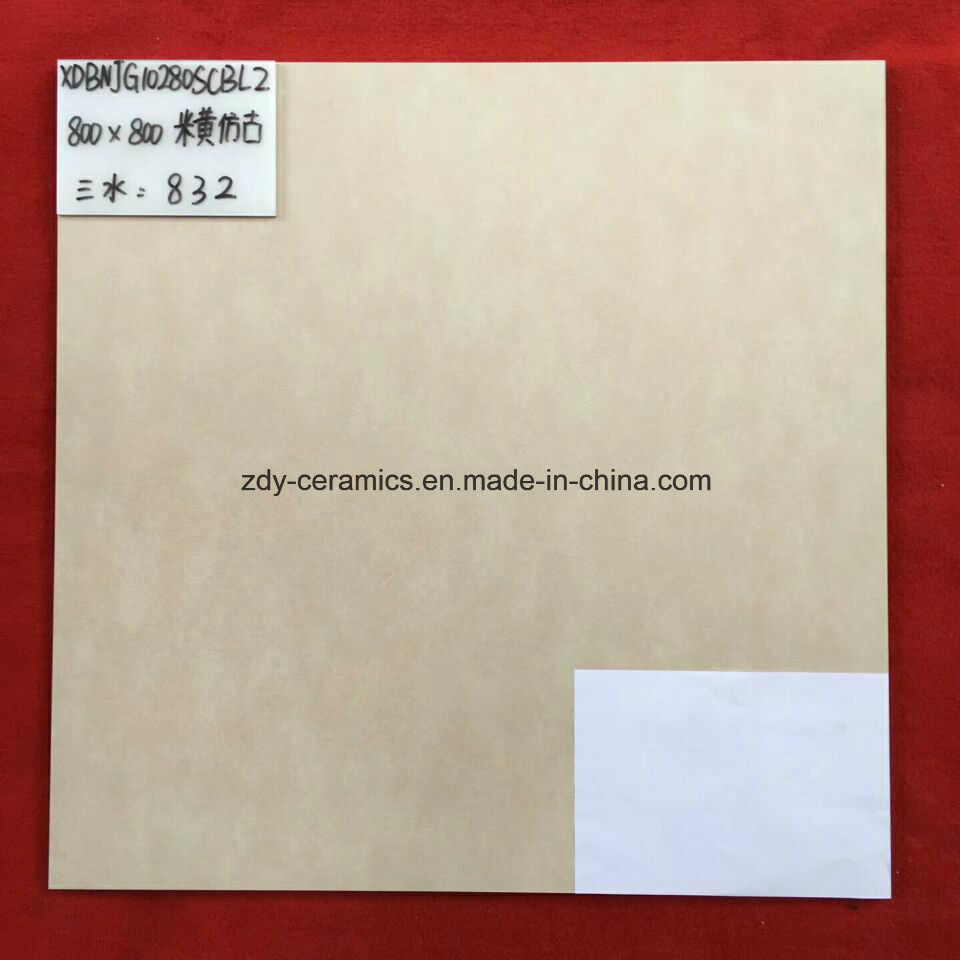 XDBNJG10280SCBL2
800×800 米黄仿古
三水: 832
zdy-ceramics.en.made-in-china.com